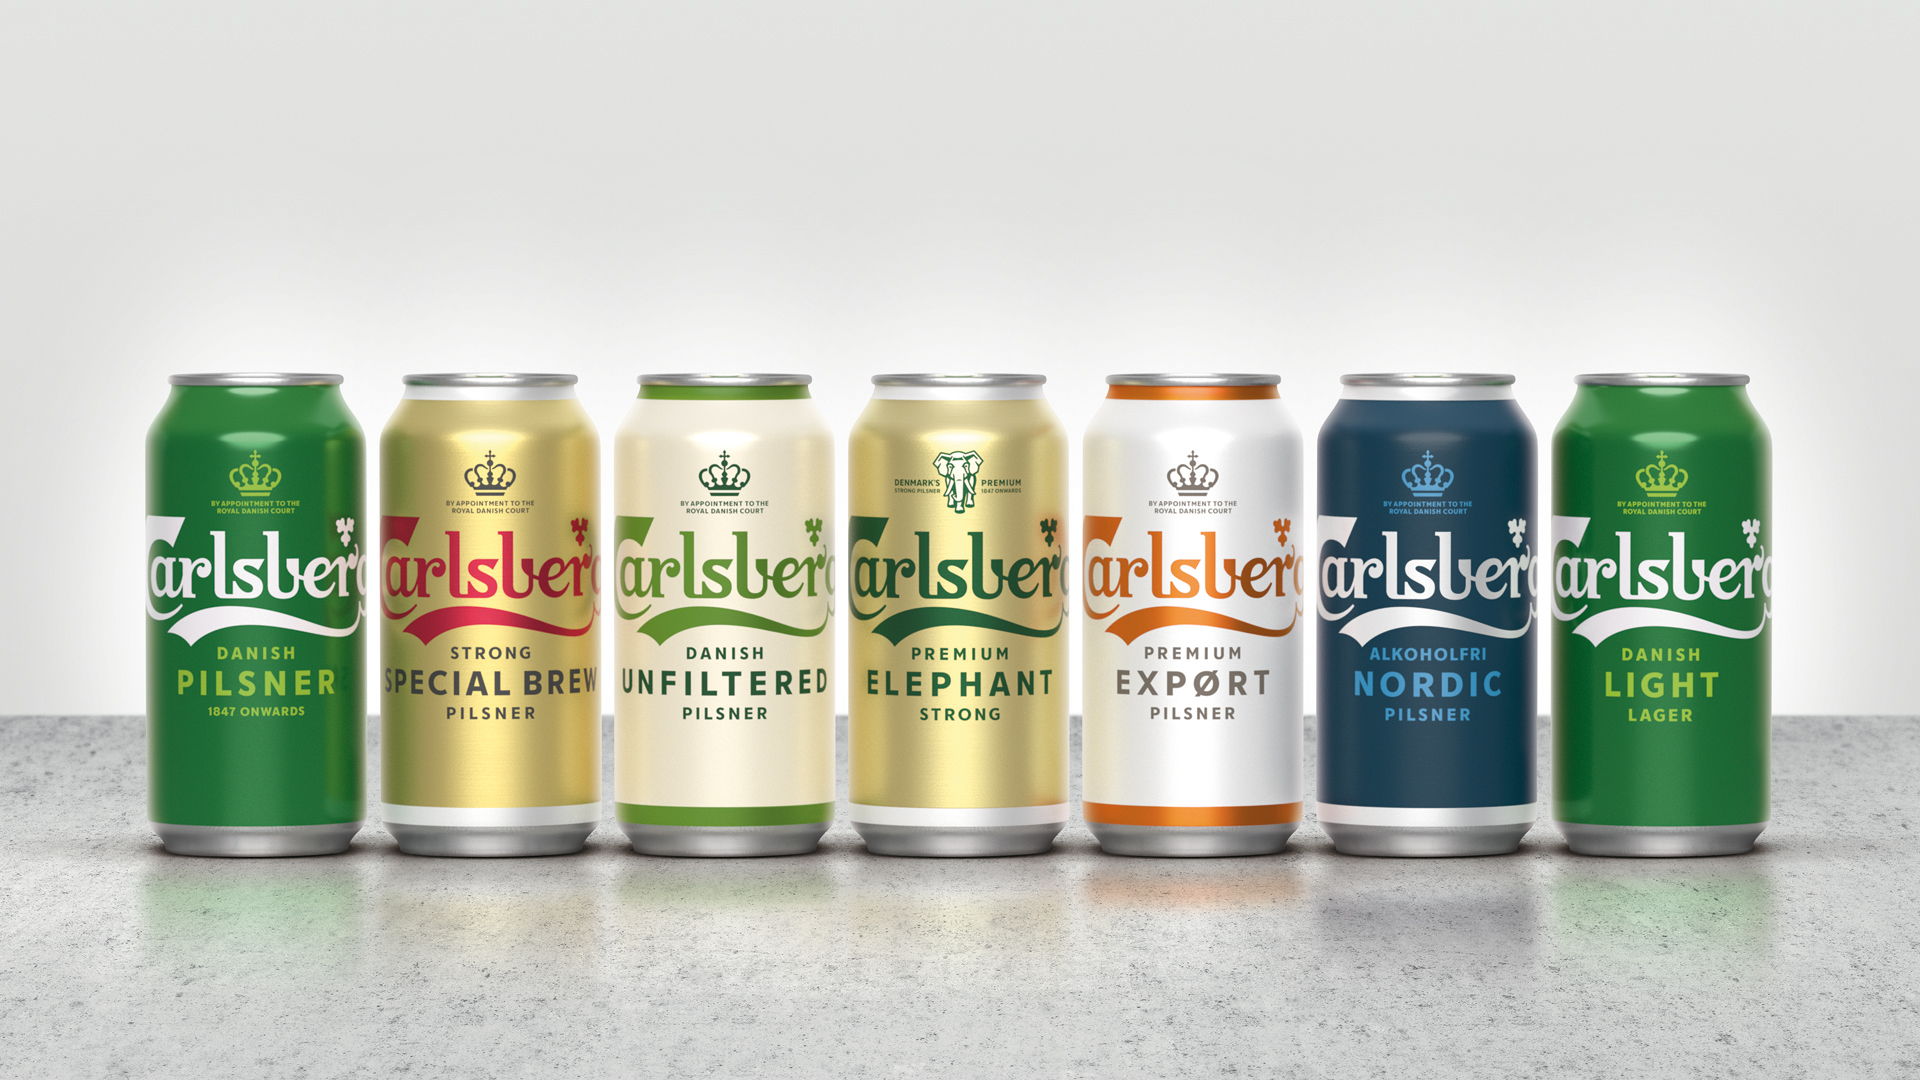 BY APPOINTMENT TO THE
ROYAL DANISH COURT
Carlsberg
DANISH
PILSNER
1847 ONWARDS
BY APPOINTMENT TO THE
ROYAL DANISH COURT
Carlsberg
STRONG
SPECIAL BREW
PILSNER
BY APPOINTMENT TO THE
ROYAL DANISH COURT
Carlsberg
DANISH
UNFILTERED
PILSNER
DENMARK'S PREMIUM
STRONG PILSNER 1847 ONWARDS
Carlsberg
PREMIUM
ELEPHANT
STRONG
BY APPOINTMENT TO THE
ROYAL DANISH COURT
Carlsberg
PREMIUM
EXPØRT
PILSNER
BY APPOINTMENT TO THE
ROYAL DANISH COURT
Carlsberg
ALKOHOLFRI
NORDIC
PILSNER
BY APPOINTMENT TO THE
ROYAL DANISH COURT
Carlsberg
DANISH
LIGHT
LAGER